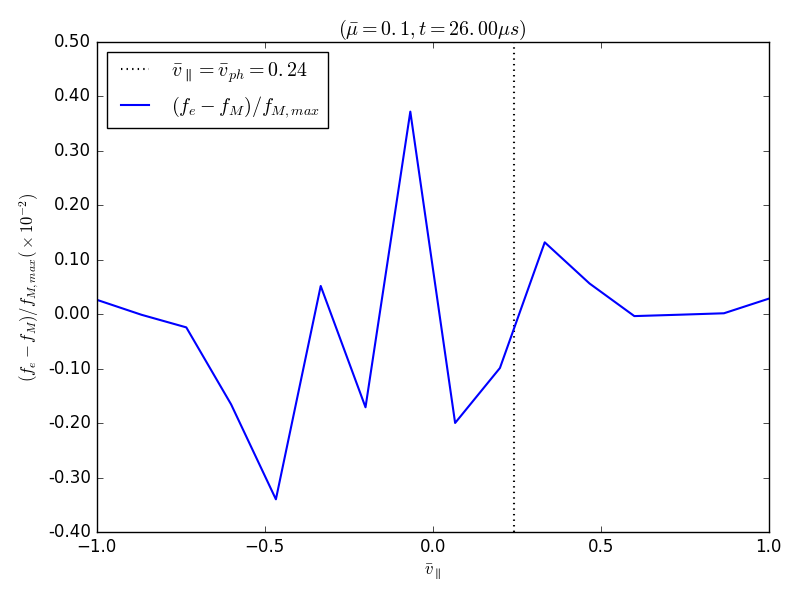 (μ̄ = 0.1, t = 26.00μs)
v̄∥ = v̄ph = 0.24
(fe − fM)/fM,max
(fe − fM)/fM,max(×10⁻²)
0.50
0.40
0.30
0.20
0.10
0.00
-0.10
-0.20
-0.30
-0.40
−1.0 −0.5 0.0 0.5 1.0
v̄∥